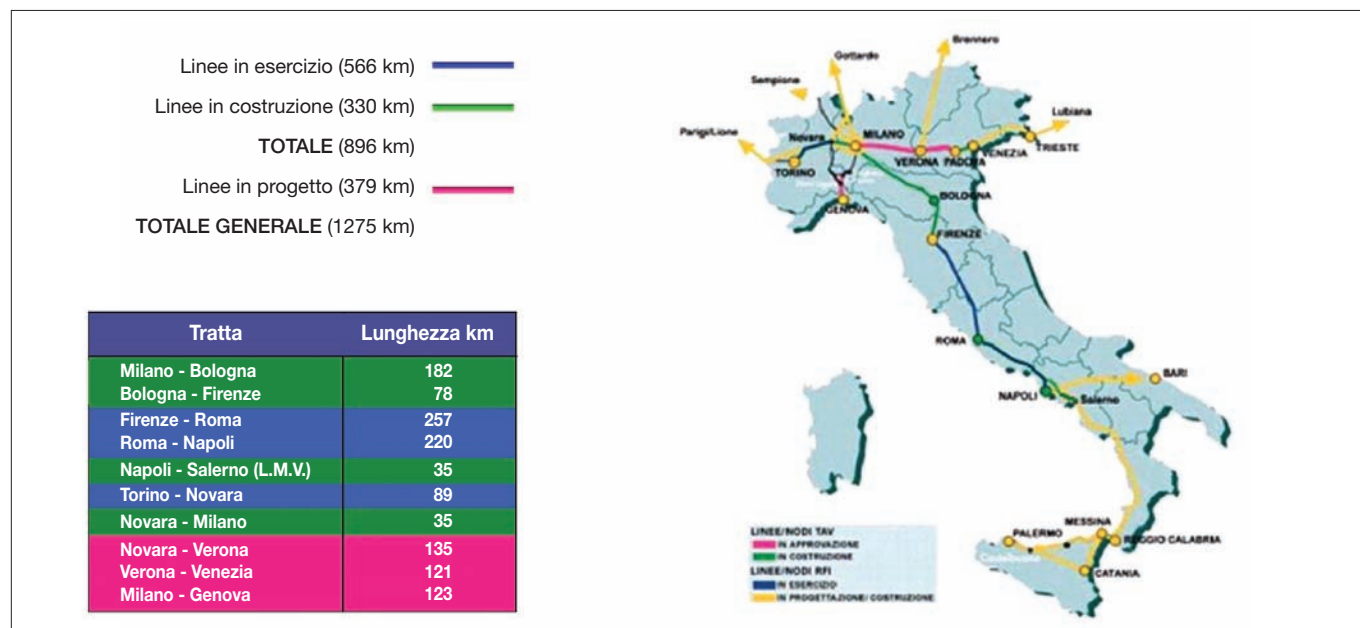 Linee in esercizio (566 km)
Linee in costruzione (330 km)
TOTALE (896 km)
Linee in progetto (379 km)
TOTALE GENERALE (1275 km)
Tratta Lunghezza km
Milano - Bologna 182
Bologna - Firenze 78
Firenze - Roma 257
Roma - Napoli 220
Napoli - Salerno (L.M.V.) 35
Torino - Novara 89
Novara - Milano 35
Novara - Verona 135
Verona - Venezia 121
Milano - Genova 123
Brennero
Gottardo
Sempione
Lubiana
Parigi/Lione
Novara
MILANO
TORINO
VERONA
PADOVA
VENEZIA
TRIESTE
GENOVA
BOLOGNA
FIRENZE
ROMA
NAPOLI
Salerno
BARI
MESSINA
PALERMO
REGGIO CALABRIA
CATANIA
LINEE/NODI TAV
IN APPROVAZIONE
IN COSTRUZIONE
LINEE/NODI RFI
IN ESERCIZIO
IN PROGETTAZIONE/ COSTRUZIONE